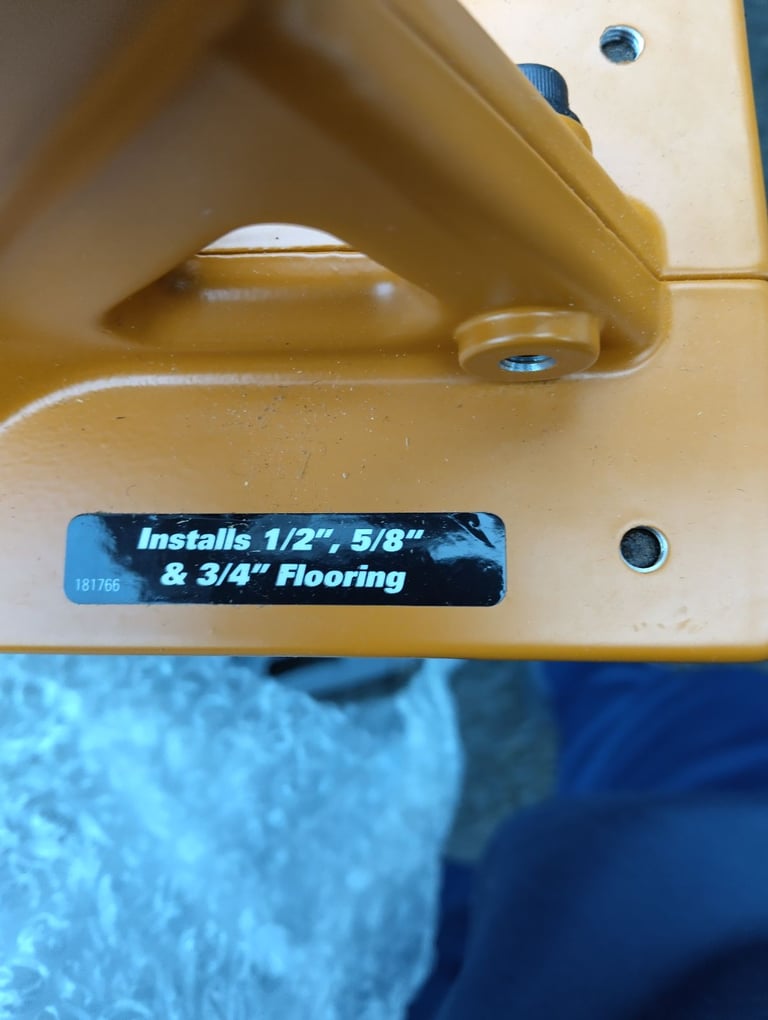 Installs 1/2", 5/8"
& 3/4" Flooring
181766